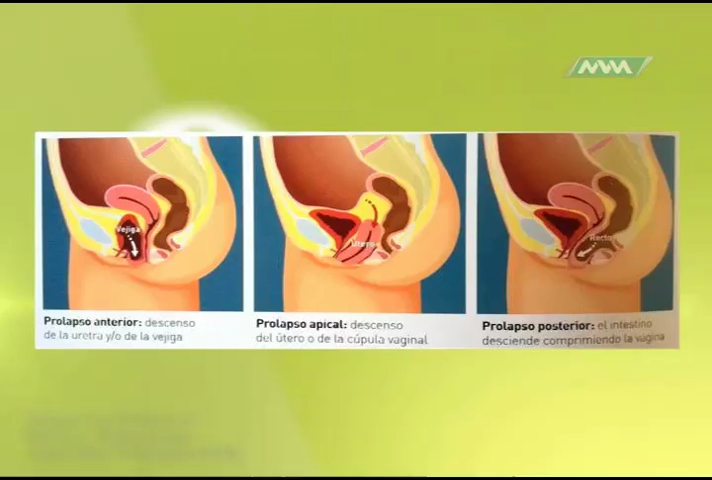 MWM
Vejiga
Útero
Recto
Prolapso anterior: descenso
de la uretra y/o de la vejiga
Prolapso apical: descenso
del útero o de la cúpula vaginal
Prolapso posterior: el intestino
desciende comprimiendo la vagina